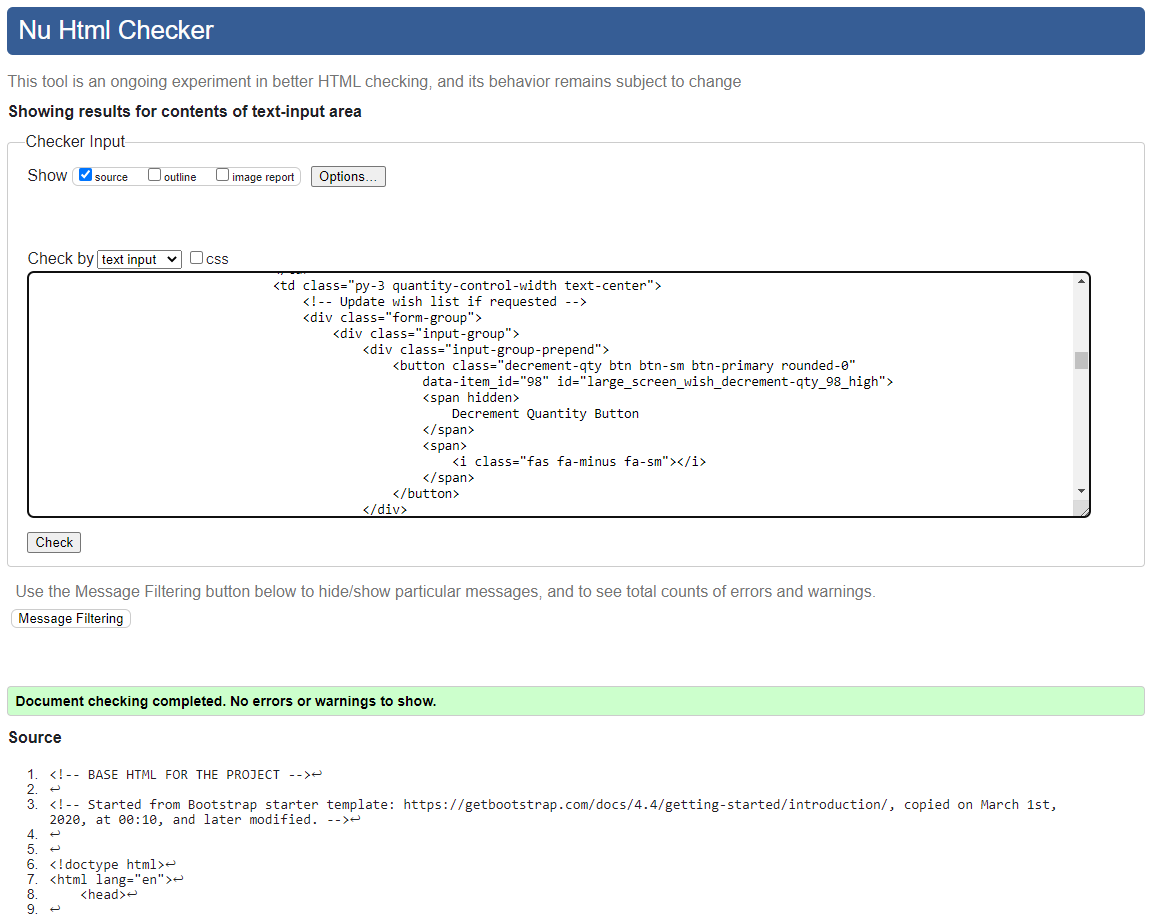 Nu Html Checker
This tool is an ongoing experiment in better HTML checking, and its behavior remains subject to change
Showing results for contents of text-input area
Checker Input
Show source outline image report Options...
Check by text input css
<td class="py-3 quantity-control-width text-center">
<!-- Update wish list if requested -->
<div class="form-group">
<div class="input-group">
<div class="input-group-prepend">
<button class="decrement-qty btn btn-sm btn-primary rounded-0"
data-item_id="98" id="large_screen_wish_decrement-qty_98_high">
<span hidden>
Decrement Quantity Button
</span>
<span>
<i class="fas fa-minus fa-sm"></i>
</span>
</button>
</div>
Check
Use the Message Filtering button below to hide/show particular messages, and to see total counts of errors and warnings.
Message Filtering
Document checking completed. No errors or warnings to show.
Source
1. <!-- BASE HTML FOR THE PROJECT -->↩
2. ↩
3. <!-- Started from Bootstrap starter template: https://getbootstrap.com/docs/4.4/getting-started/introduction/, copied on March 1st,
2020, at 00:10, and later modified. -->↩
4. ↩
5. ↩
6. <!doctype html>↩
7. <html lang="en">↩
8. <head>↩
9. ↩